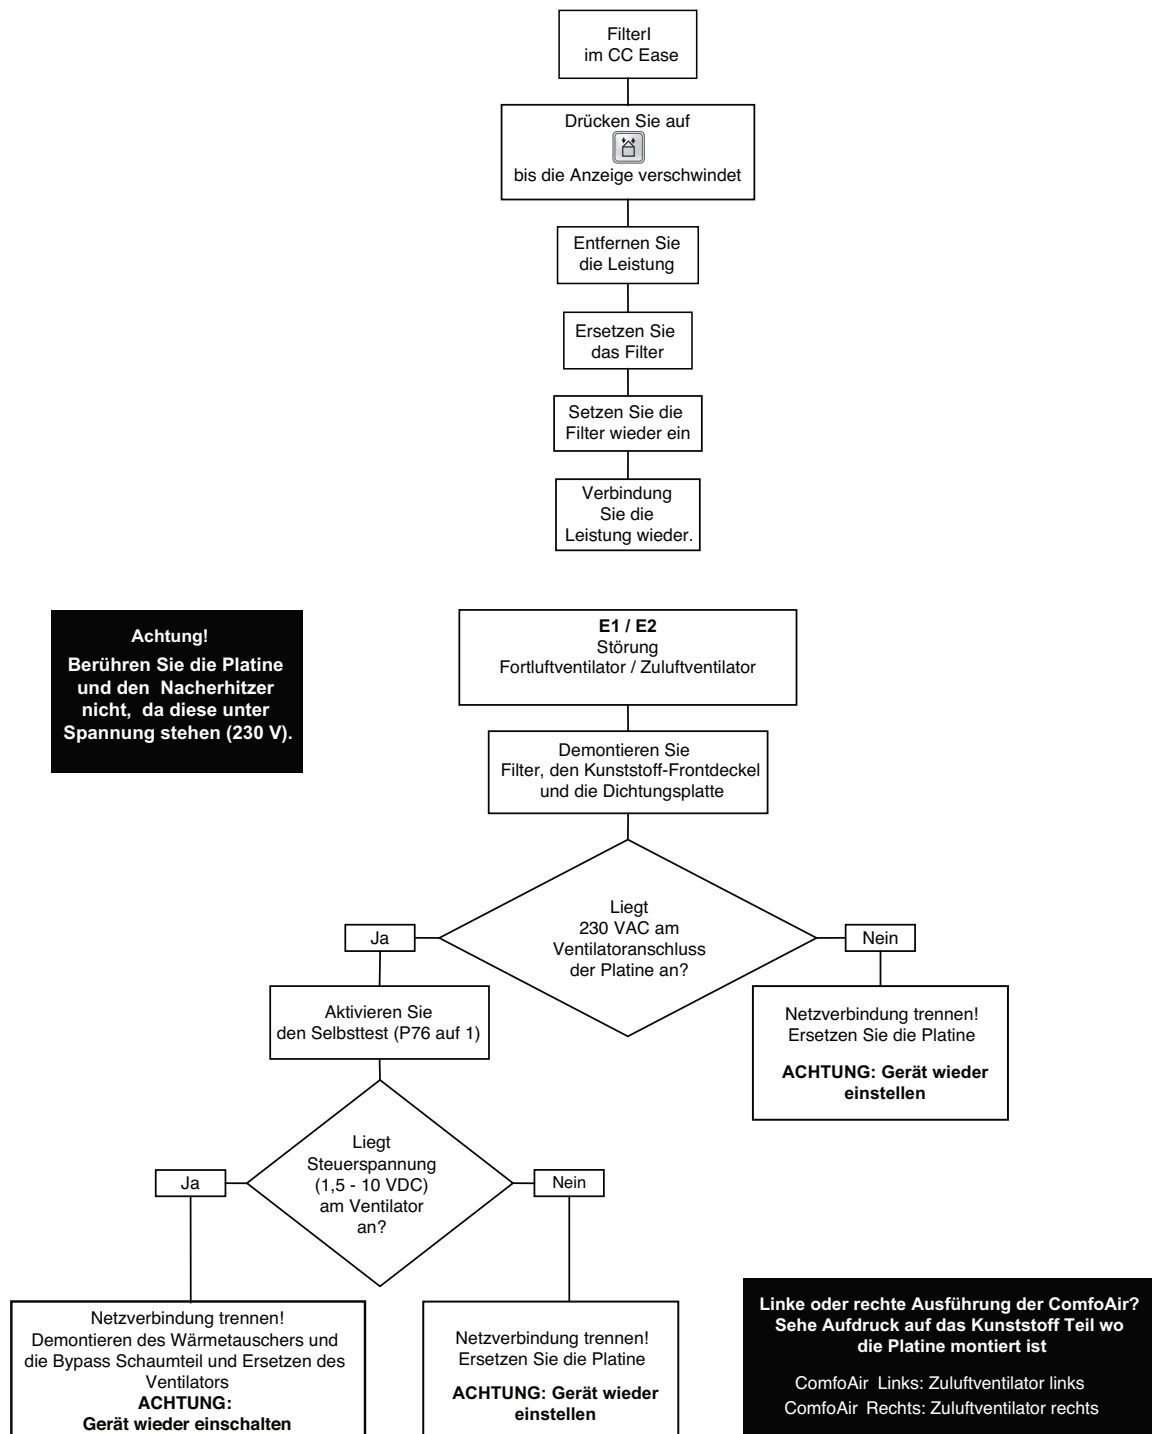 FilterI
im CC Ease
Drücken Sie auf
bis die Anzeige verschwindet
Entfernen Sie
die Leistung
Ersetzen Sie
das Filter
Setzen Sie die
Filter wieder ein
Verbindung
Sie die
Leistung wieder.
Achtung!
Berühren Sie die Platine
und den Nacherhitzer
nicht, da diese unter
Spannung stehen (230 V).
E1 / E2
Störung
Fortluftventilator / Zuluftventilator
Demontieren Sie
Filter, den Kunststoff-Frontdeckel
und die Dichtungsplatte
Liegt
230 VAC am
Ventilatoranschluss
der Platine an?
Ja
Nein
Aktivieren Sie
den Selbsttest (P76 auf 1)
Netzverbindung trennen!
Ersetzen Sie die Platine
ACHTUNG: Gerät wieder
einstellen
Liegt
Steuerspannung
(1,5 - 10 VDC)
am Ventilator
an?
Ja
Nein
Netzverbindung trennen!
Demontieren des Wärmetauschers und
die Bypass Schaumteil und Ersetzen des
Ventilators
ACHTUNG:
Gerät wieder einschalten
Netzverbindung trennen!
Ersetzen Sie die Platine
ACHTUNG: Gerät wieder
einstellen
Linke oder rechte Ausführung der ComfoAir?
Sehe Aufdruck auf das Kunststoff Teil wo
die Platine montiert ist
ComfoAir Links: Zuluftventilator links
ComfoAir Rechts: Zuluftventilator rechts